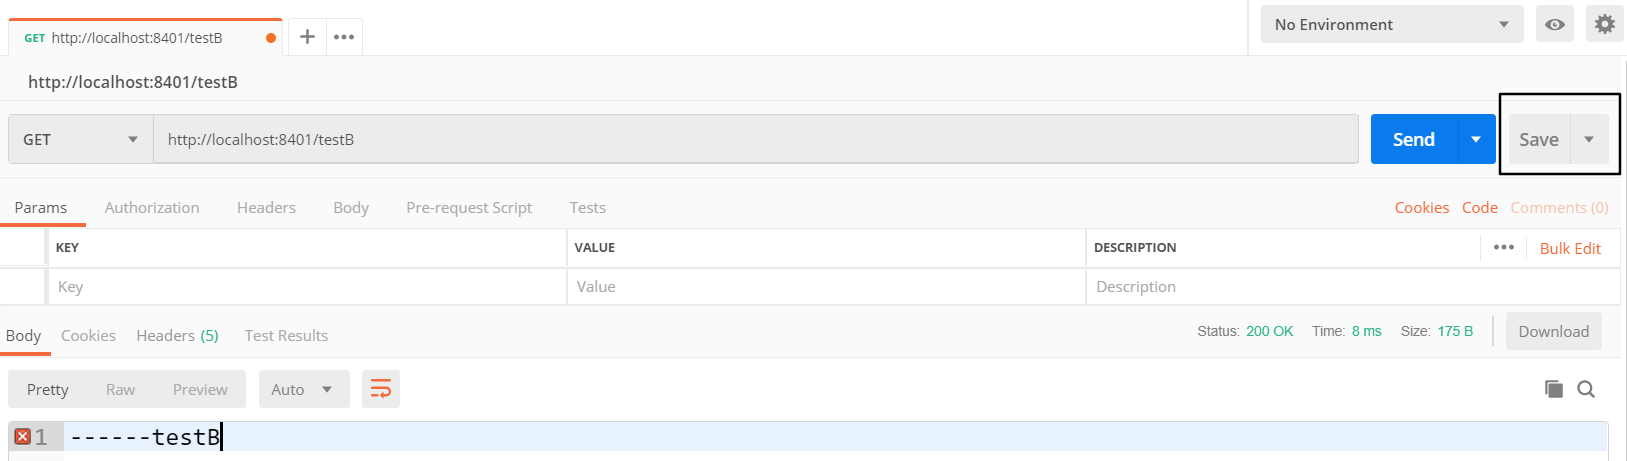 GET http://localhost:8401/testB
No Environment
http://localhost:8401/testB
GET http://localhost:8401/testB Send Save
Params Authorization Headers Body Pre-request Script Tests Cookies Code Comments (0)
KEY VALUE DESCRIPTION Bulk Edit
Key Value Description
Body Cookies Headers (5) Test Results Status: 200 OK Time: 8 ms Size: 175 B Download
Pretty Raw Preview Auto
1 ------testB